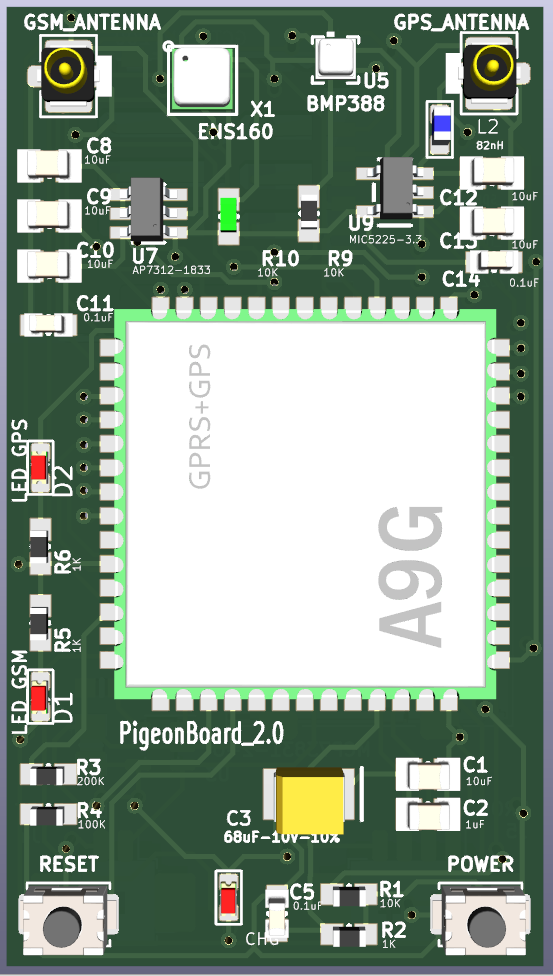 GSM_ANTENNA
GPS_ANTENNA
U5
BMP388
X1
ENS160
L2
82nH
C8
10uF
C9
10uF
C10
10uF
C11
0.1uF
U7
AP7312-1833
R10
10K
R9
10K
U9
MIC5225-3.3
C12
10uF
C13
10uF
C14
0.1uF
GPRS+GPS
A9G
LED_GPS
D2
R6
1K
R5
1K
LED_GSM
D1
PigeonBoard_2.0
R3
200K
R4
100K
C3
68uF-10V-10%
C1
10uF
C2
1uF
RESET
POWER
C5
0.1uF
CHG
R1
10K
R2
1K